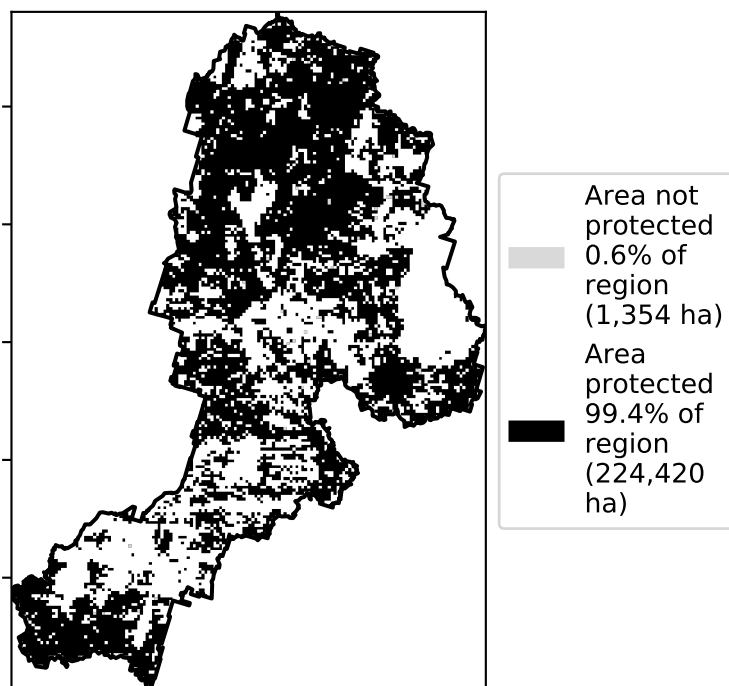 Area not
protected
0.6% of
region
(1,354 ha)
Area
protected
99.4% of
region
(224,420
ha)